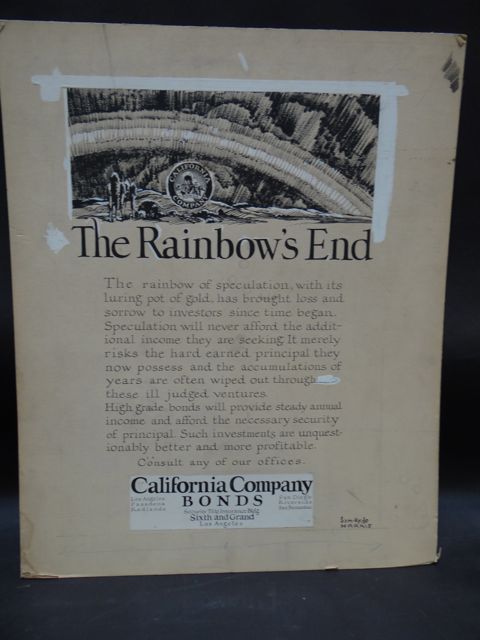 CALIFORNIA
COMPANY
The Rainbow's End
The rainbow of speculation, with its
luring pot of gold, has brought loss and
sorrow to investors since time began.
Speculation will never afford the addit-
ional income they are seeking. It merely
risks the hard earned principal they
now possess and the accumulations of
years are often wiped out through
these ill judged ventures.
High grade bonds will provide steady annual
income and afford the necessary security
of principal. Such investments are unquest-
ionably better and more profitable.
Consult any of our offices.
California Company
BONDS
Los Angeles
Pasadena
Redlands
Title Insurance Bldg.
Sixth and Grand
Los Angeles
San Diego
Riverside
San Bernardino
HARRIS